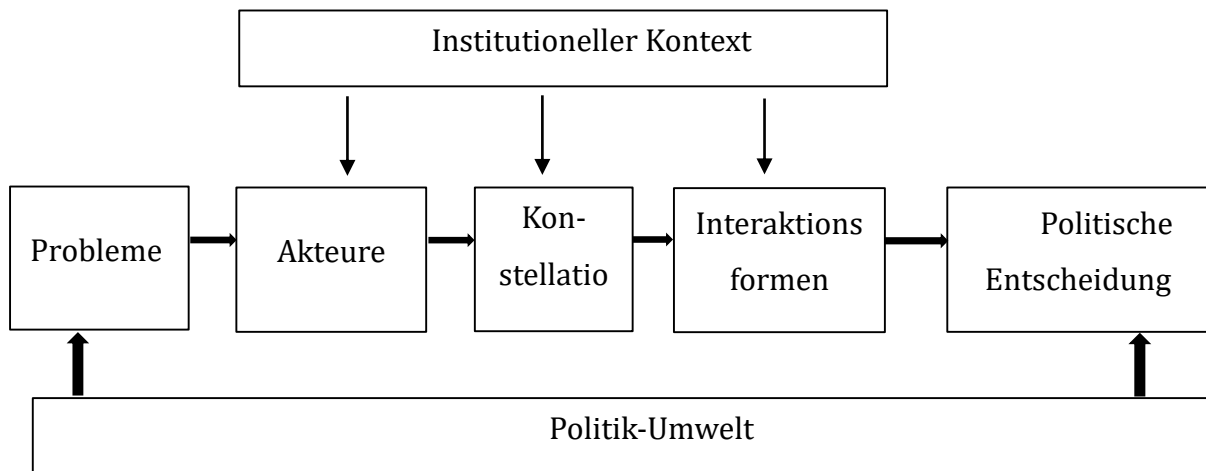 Institutioneller Kontext
Probleme
Akteure
Kon-
stellatio
Interaktions
formen
Politische
Entscheidung
Politik-Umwelt